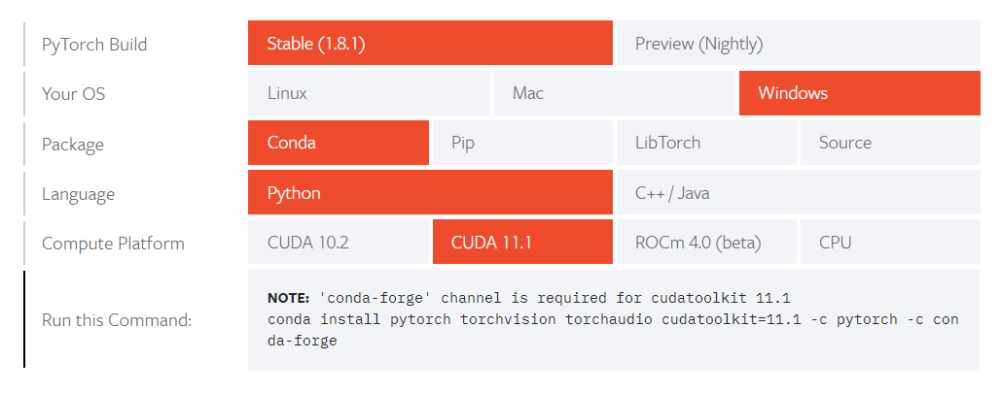 PyTorch Build
Stable (1.8.1)
Preview (Nightly)
Your OS
Linux
Mac
Windows
Package
Conda
Pip
LibTorch
Source
Language
Python
C++ / Java
Compute Platform
CUDA 10.2
CUDA 11.1
ROCm 4.0 (beta)
CPU
Run this Command:
NOTE: 'conda-forge' channel is required for cudatoolkit 11.1
conda install pytorch torchvision torchaudio cudatoolkit=11.1 -c pytorch -c con
da-forge